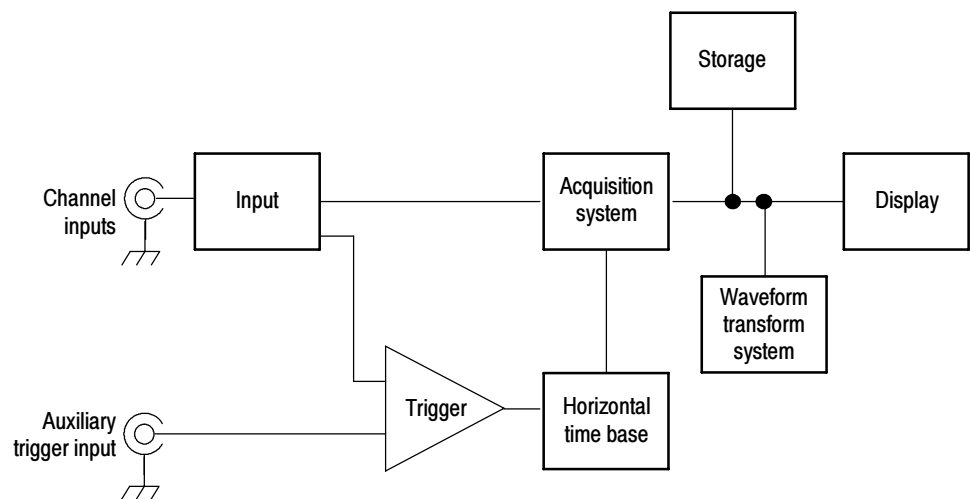 Storage
Channel
inputs
Input
Acquisition
system
Display
Waveform
transform
system
Auxiliary
trigger input
Trigger
Horizontal
time base